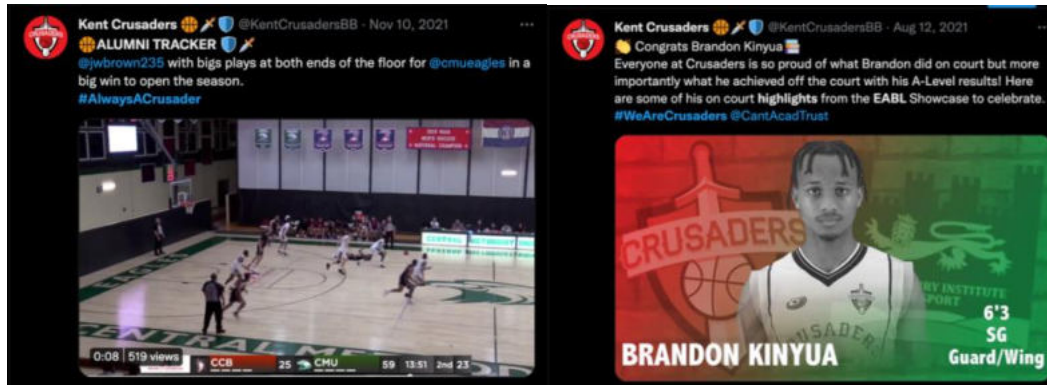 Kent Crusaders 🏀🗡️🛡️ @KentCrusadersBB · Nov 10, 2021
🏀ALUMNI TRACKER 🛡️🗡️
@jwbrown235 with bigs plays at both ends of the floor for @cmueagles in a
big win to open the season.
#AlwaysACrusader
CENTRAL ME
0:08 519 views
CCB 25 CMU 59 13:51 2nd 23
Kent Crusaders 🏀🗡️🛡️ @KentCrusadersBB · Aug 12, 2021
👏 Congrats Brandon Kinyua📚
Everyone at Crusaders is so proud of what Brandon did on court but more
importantly what he achieved off the court with his A-Level results! Here
are some of his on court highlights from the EABL Showcase to celebrate.
#WeAreCrusaders @CantAcadTrust
CRUSADERS
RY INSTITUTE
SPORT
6'3
SG
Guard/Wing
BRANDON KINYUA